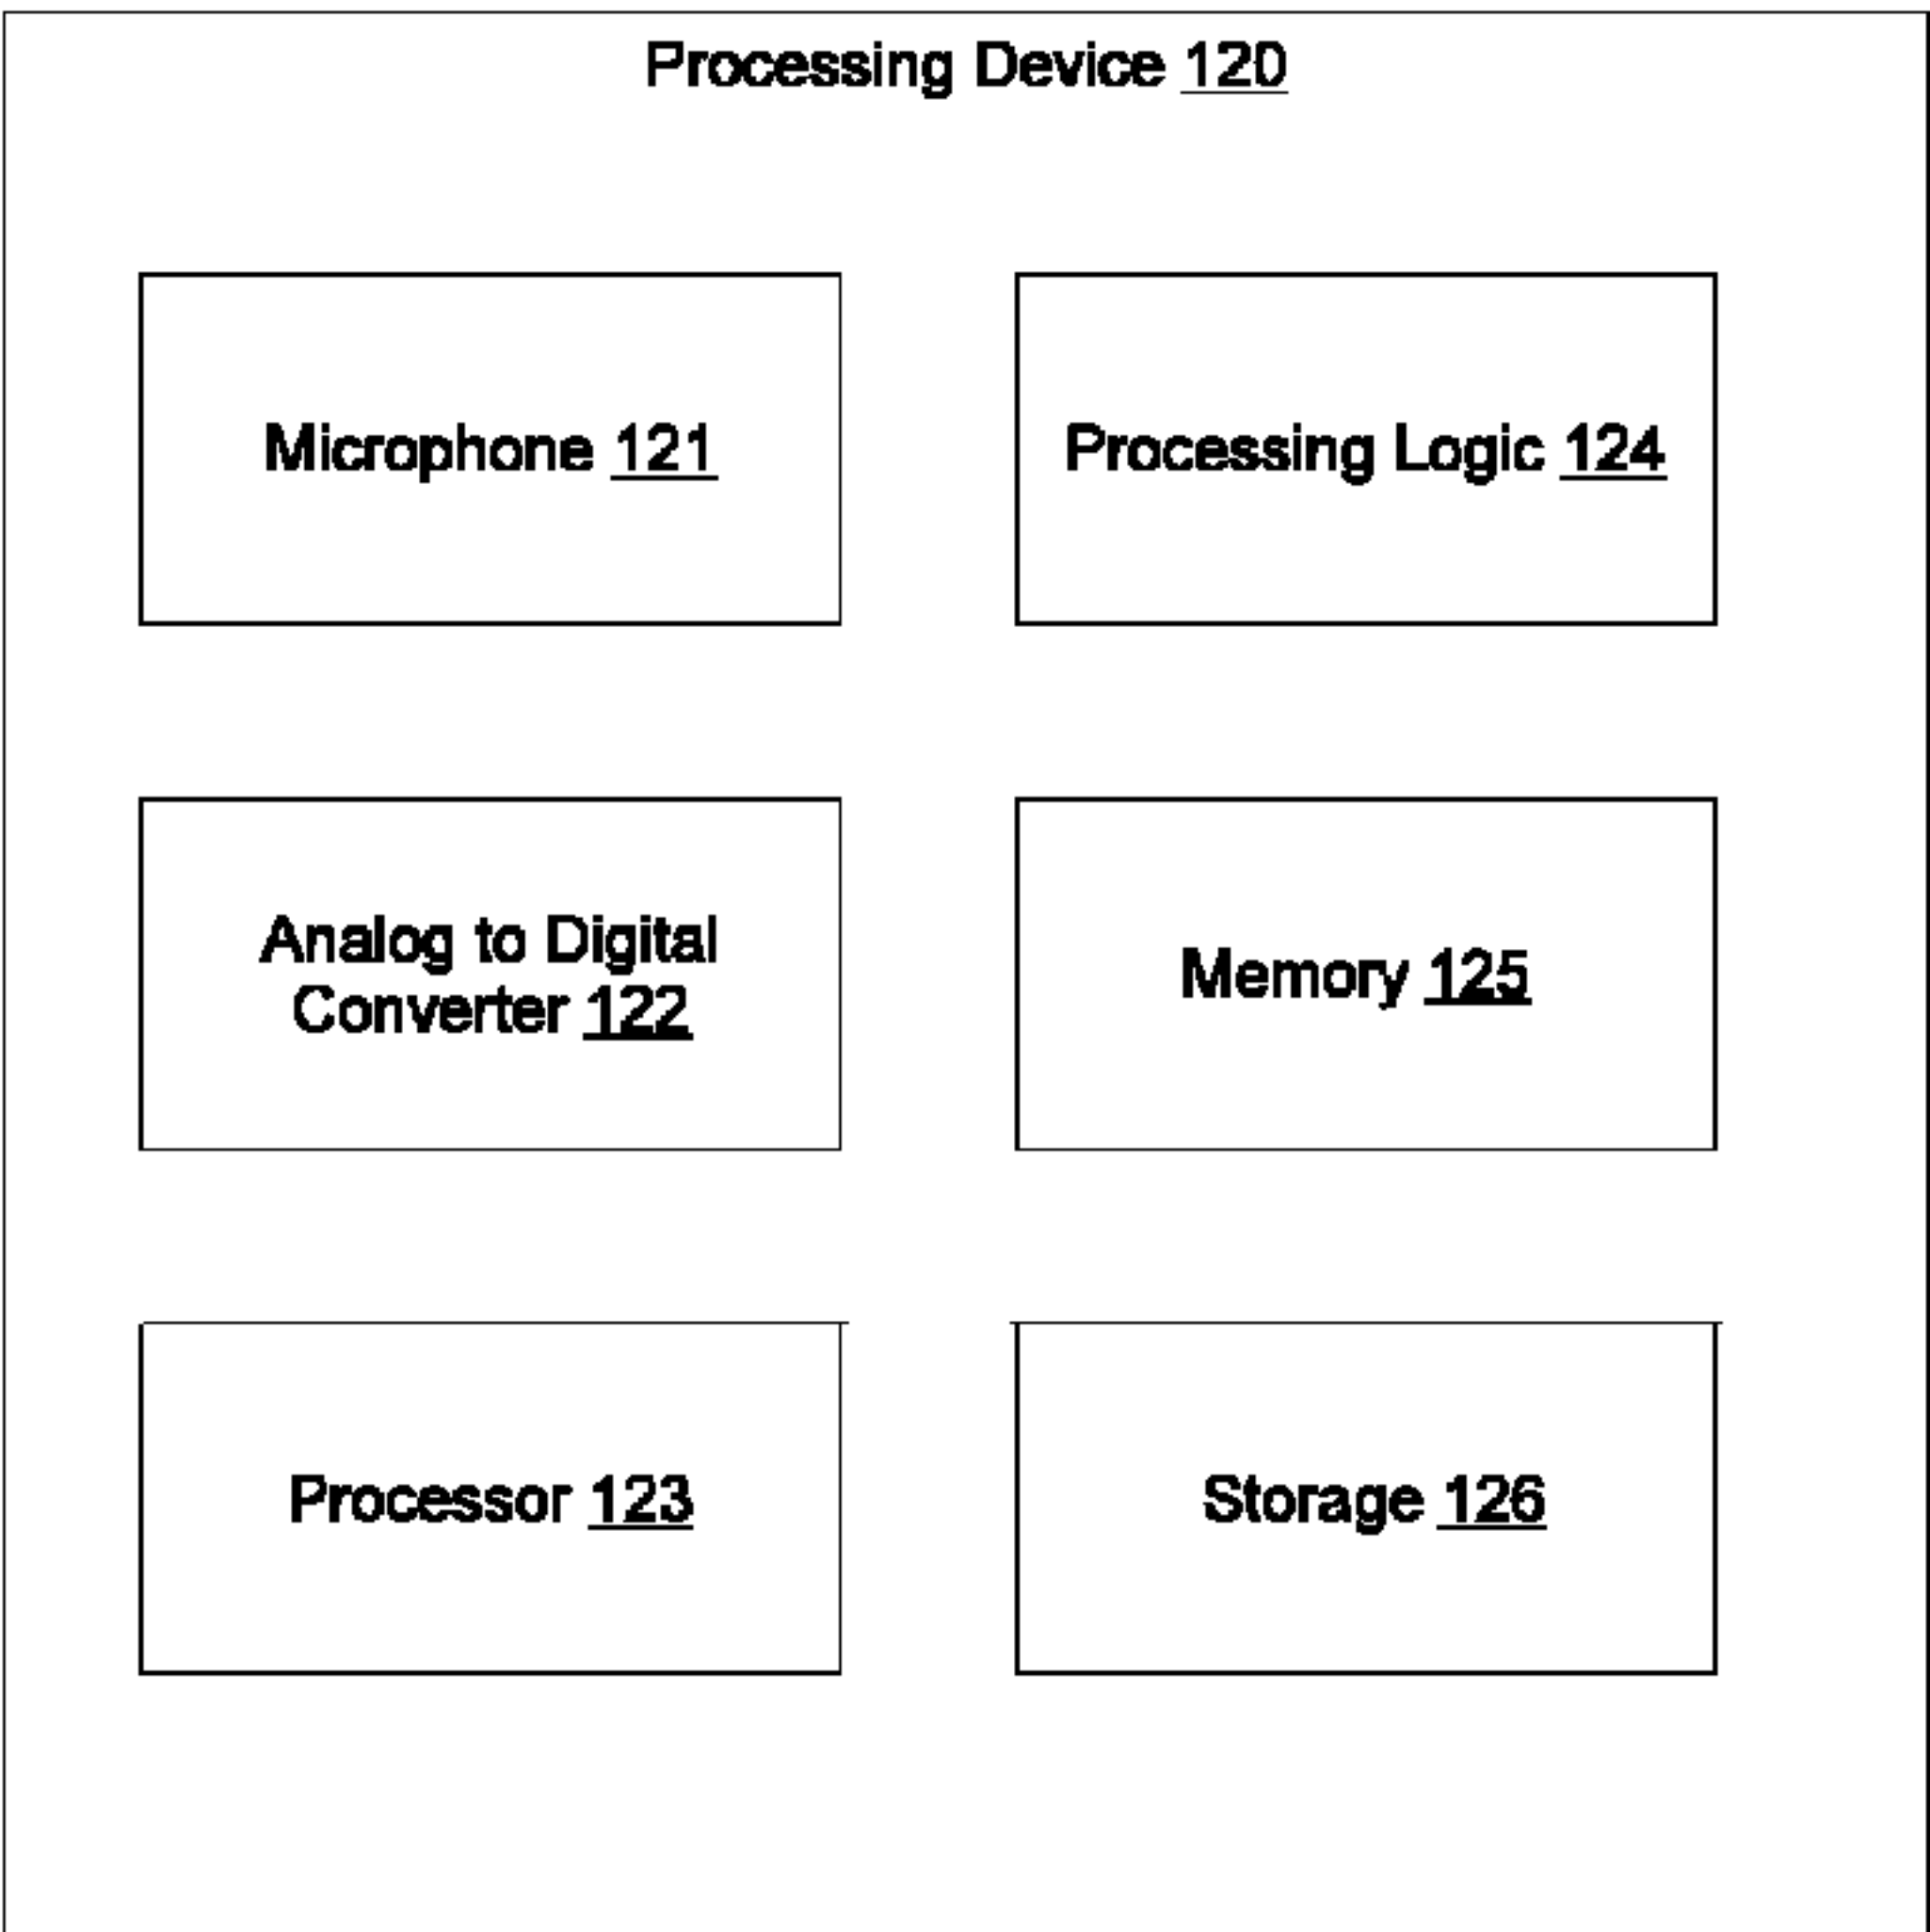 Processing Device 120
Microphone 121
Processing Logic 124
Analog to Digital
Converter 122
Memory 125
Processor 123
Storage 126